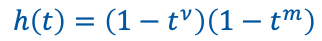 h(t) = (1 − t^ν)(1 − t^m)